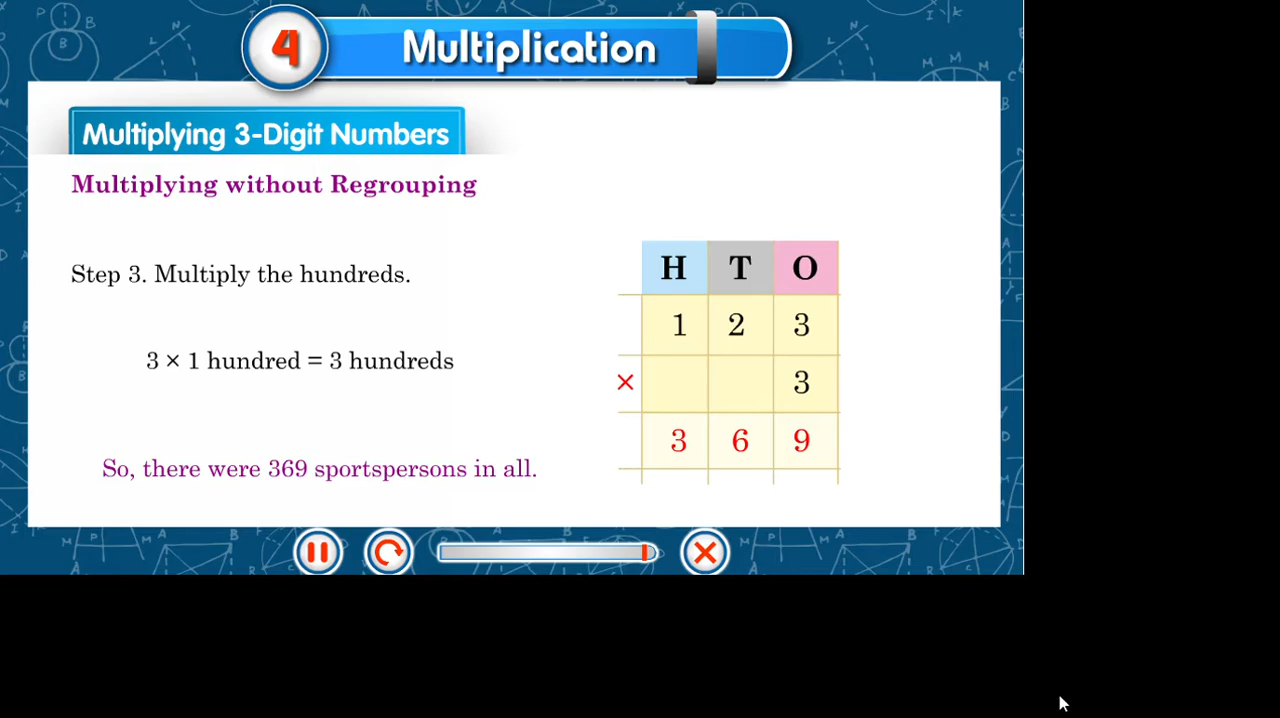 4 Multiplication
Multiplying 3-Digit Numbers
Multiplying without Regrouping
Step 3. Multiply the hundreds.
3 × 1 hundred = 3 hundreds
So, there were 369 sportspersons in all.
H T O
1 2 3
× 3
3 6 9